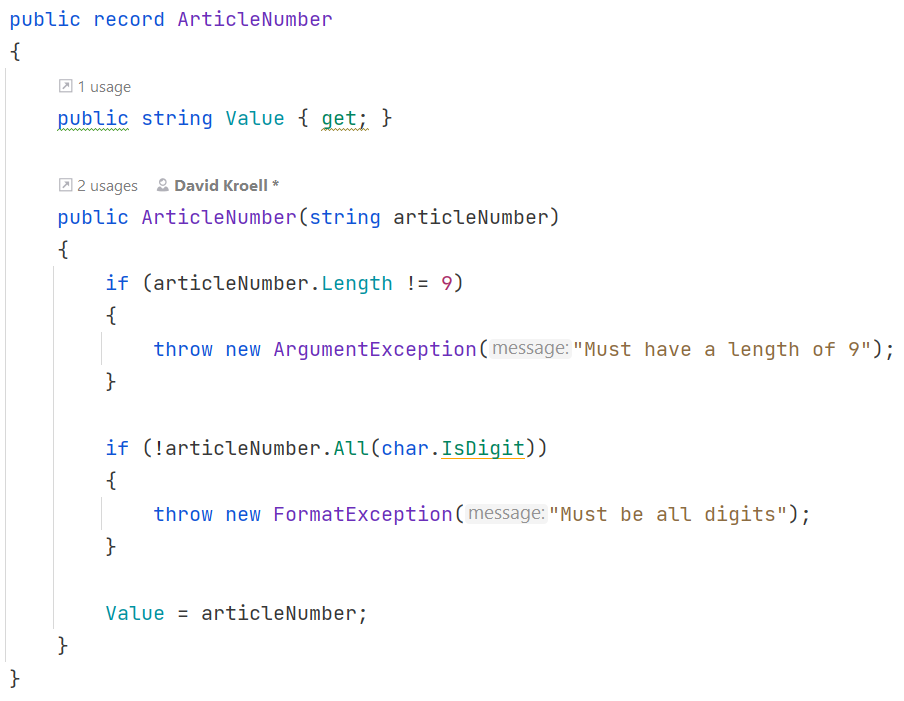 public record ArticleNumber
{
1 usage
public string Value { get; }
2 usages David Kroell *
public ArticleNumber(string articleNumber)
{
if (articleNumber.Length != 9)
{
throw new ArgumentException(message:"Must have a length of 9");
}
if (!articleNumber.All(char.IsDigit))
{
throw new FormatException(message:"Must be all digits");
}
Value = articleNumber;
}
}